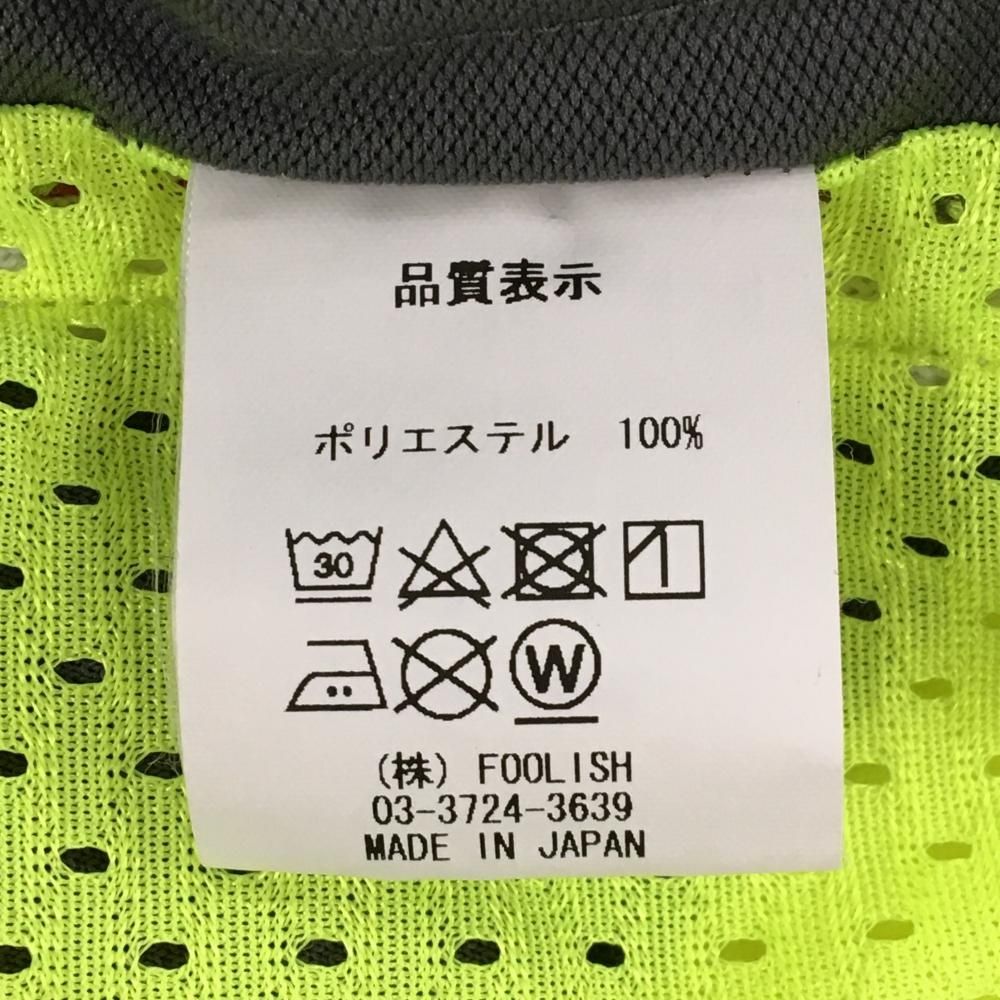 品質表示
ポリエステル 100%
30
W
(株) FOOLISH
03-3724-3639
MADE IN JAPAN